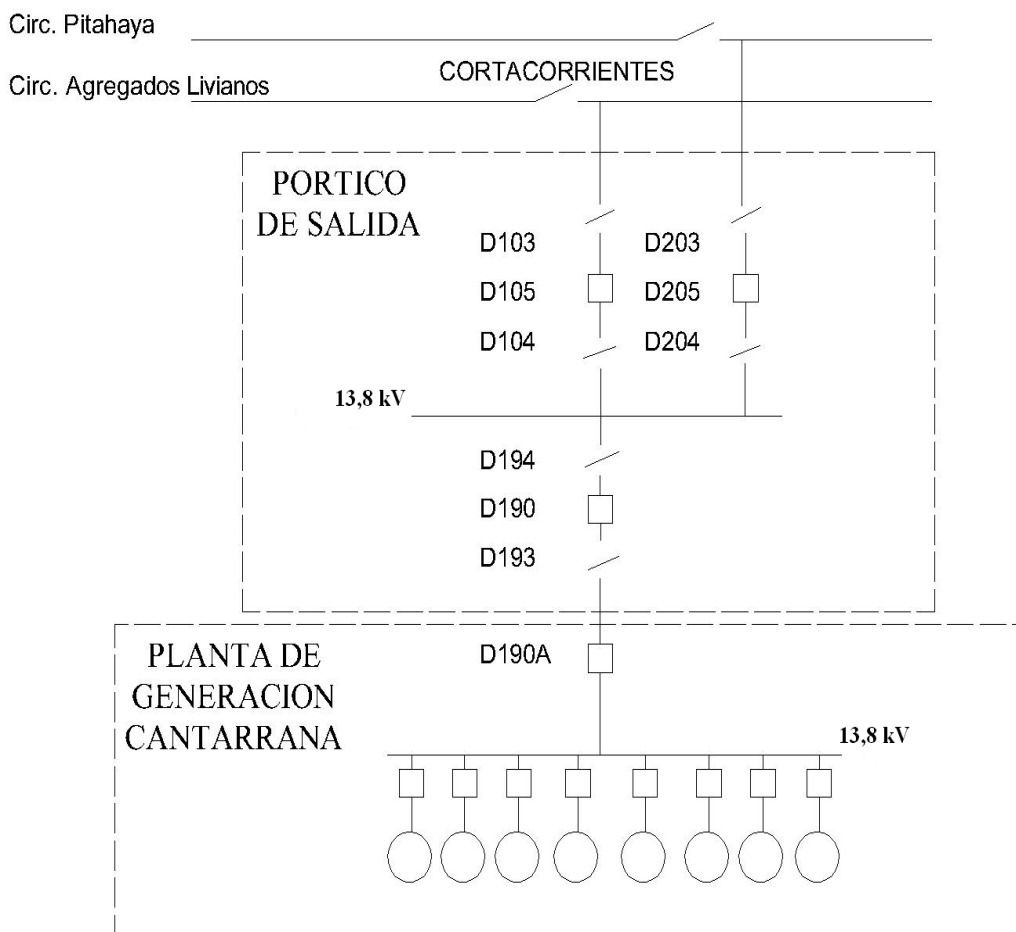 Circ. Pitahaya
Circ. Agregados Livianos
CORTACORRIENTES
PORTICO
DE SALIDA
D103
D203
D105
D205
D104
D204
13,8 kV
D194
D190
D193
PLANTA DE
GENERACION
CANTARRANA
D190A
13,8 kV